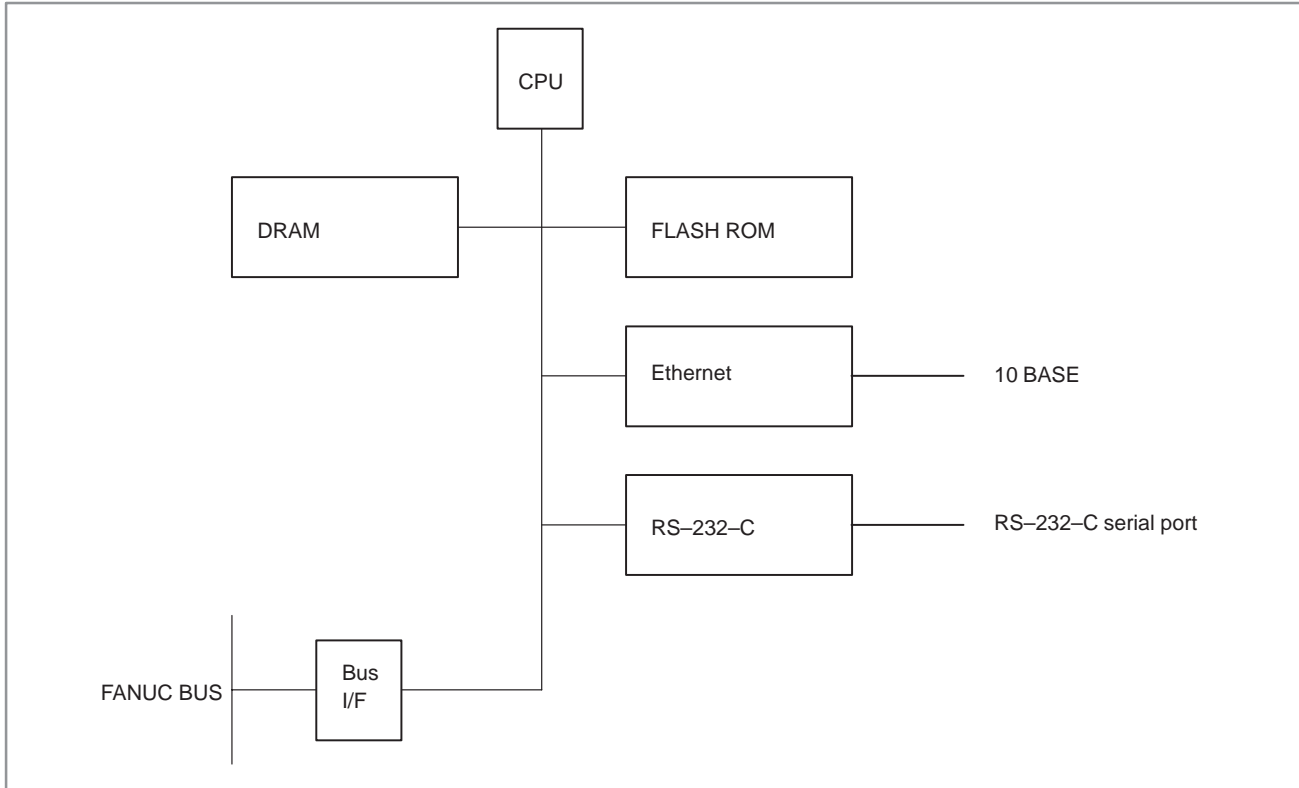 CPU
DRAM
FLASH ROM
Ethernet
10 BASE
RS–232–C
RS–232–C serial port
FANUC BUS
Bus
I/F